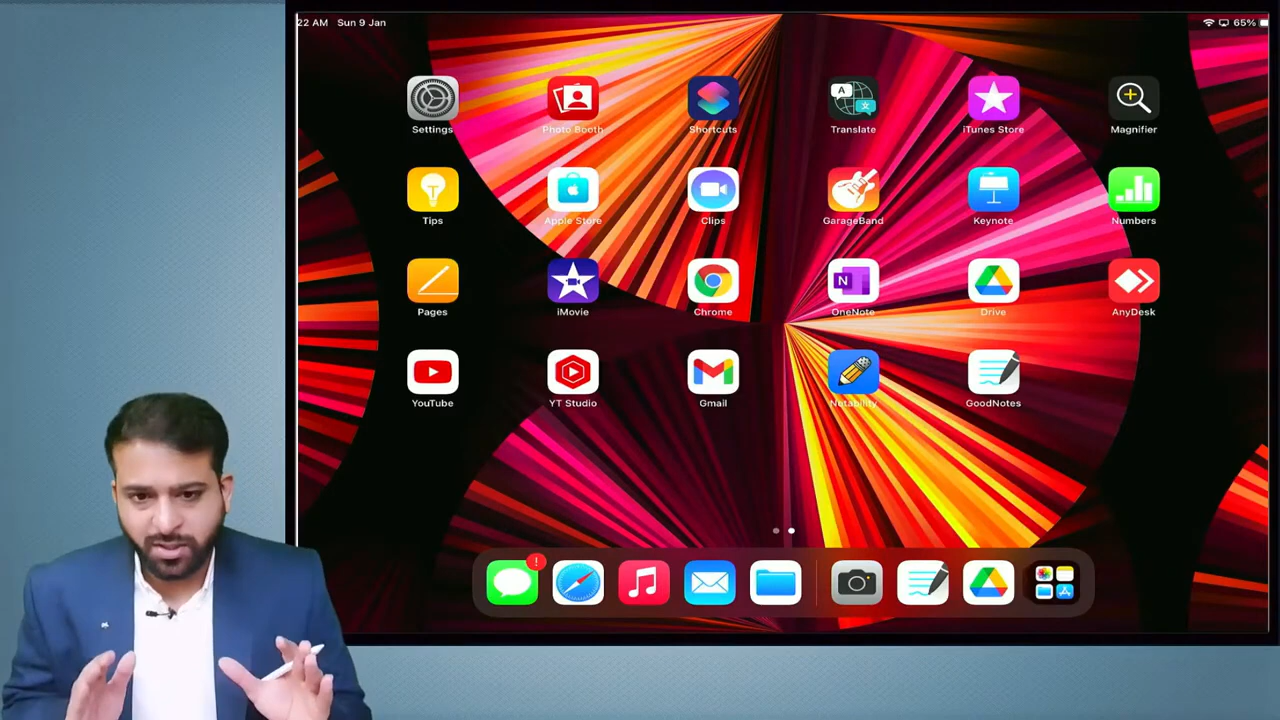 22 AM Sun 9 Jan 65%
Settings Photo Booth Shortcuts Translate iTunes Store Magnifier
A
Tips Apple Store Clips GarageBand Keynote Numbers
Pages iMovie Chrome OneNote Drive AnyDesk
N
YouTube YT Studio Gmail Notability GoodNotes
!